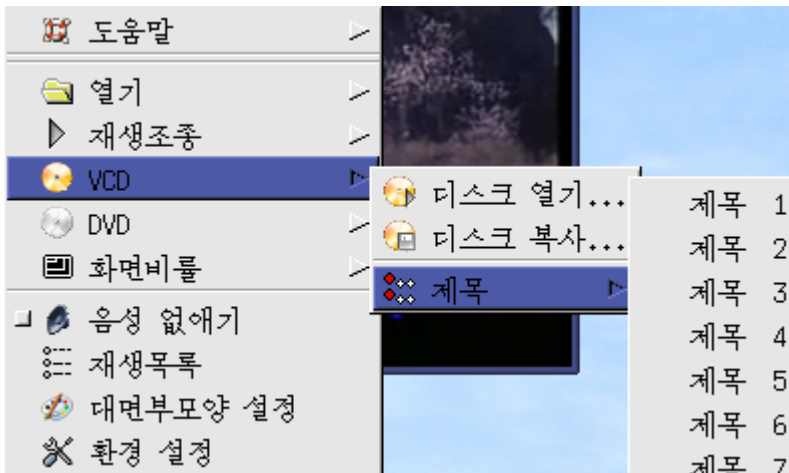 도움말
열기
재생조종
VCD
DVD
화면비률
음성 없애기
재생목록
대면부모양 설정
환경 설정
디스크 열기...
디스크 복사...
제목
제목 1
제목 2
제목 3
제목 4
제목 5
제목 6
제목 7